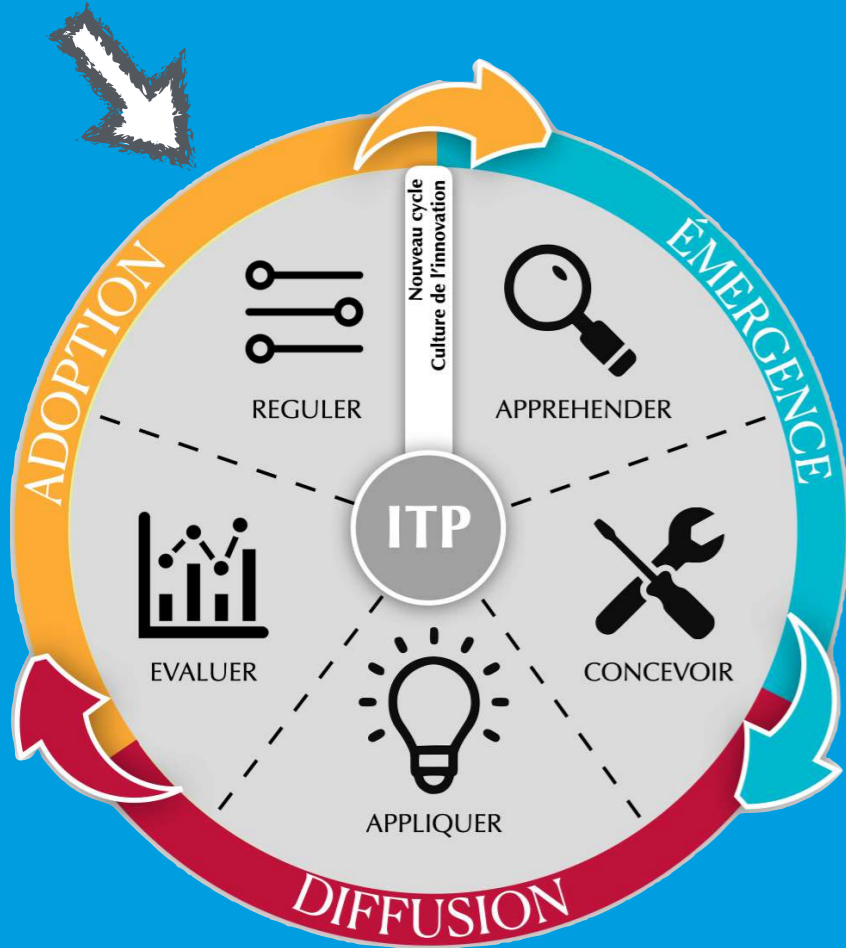 Nouveau cycle
Culture de l'innovation
ÉMERGENCE
APPREHENDER
CONCEVOIR
DIFFUSION
APPLIQUER
ADOPTION
EVALUER
REGULER
ITP